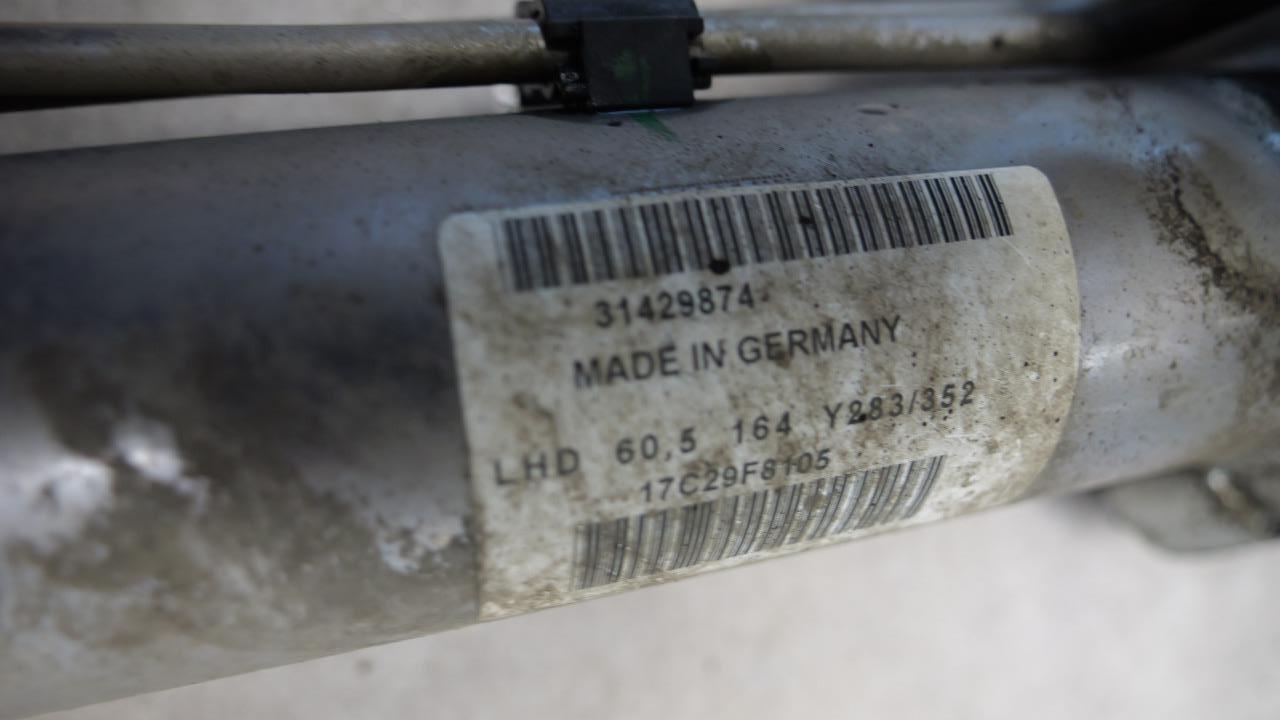 31429874
MADE IN GERMANY
LHD 60,5 164 Y283/352
17C29F8105